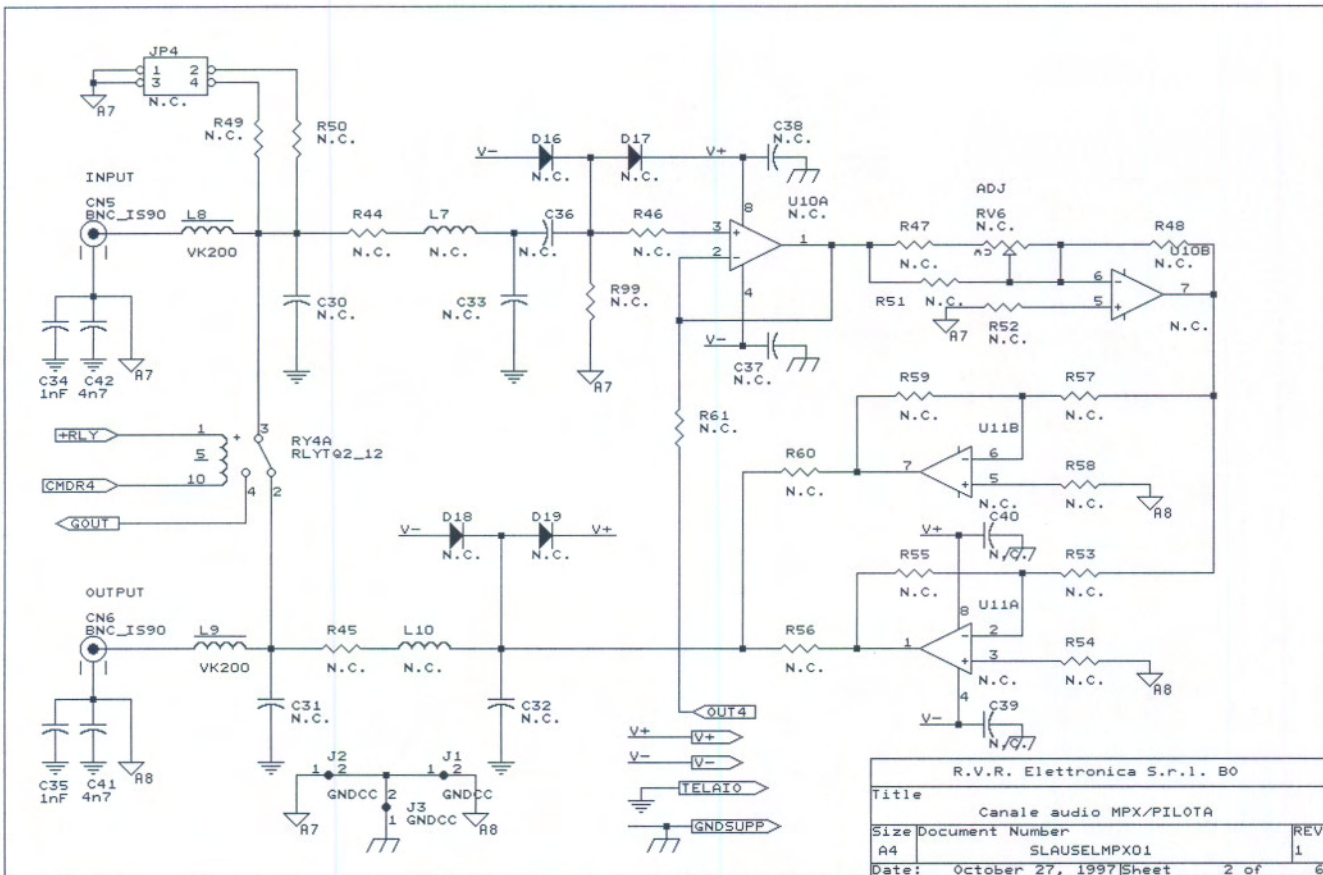 JP4
1 2
3 4
N.C.
A7
R49
N.C.
R50
N.C.
INPUT
CN5
BNC_IS90
L8
VK200
R44
N.C.
L7
N.C.
C36
N.C.
V-
D16
N.C.
D17
N.C.
V+
C38
N.C.
8
U10A
N.C.
R46
N.C.
3
2
+
-
1
4
C30
N.C.
C33
N.C.
R99
N.C.
A7
V-
C37
N.C.
ADJ
RV6
N.C.
R47
N.C.
R48
N.C.
U10B
6
5
-
+
7
N.C.
R51
N.C.
A7
R52
N.C.
C34
1nF
C42
4n7
A7
+RLY
CMDR4
GOUT
1
5
10
+
3
4
2
RY4A
RLYTQ2_12
R61
N.C.
R59
N.C.
R57
N.C.
U11B
R60
N.C.
7
-
6
+
5
N.C.
R58
N.C.
A8
V-
D18
N.C.
D19
N.C.
V+
V+
C40
N.C.
R55
N.C.
R53
N.C.
U11A
8
OUTPUT
CN6
BNC_IS90
L9
VK200
R45
N.C.
L10
N.C.
R56
N.C.
1
-
2
+
3
N.C.
4
R54
N.C.
A8
V-
C39
N.C.
C31
N.C.
C32
N.C.
C35
1nF
C41
4n7
A8
OUT4
V+ V+
V- V-
TELAIO
GNDSUPP
J2
1 2
GNDCC
J1
1 2
GNDCC
A7
2
J3
1 GNDCC
A8
R.V.R. Elettronica S.r.l. BO
Title
Canale audio MPX/PILOTA
Size Document Number REV
A4 SLAUSELMPX01 1
Date: October 27, 1997 Sheet 2 of 6